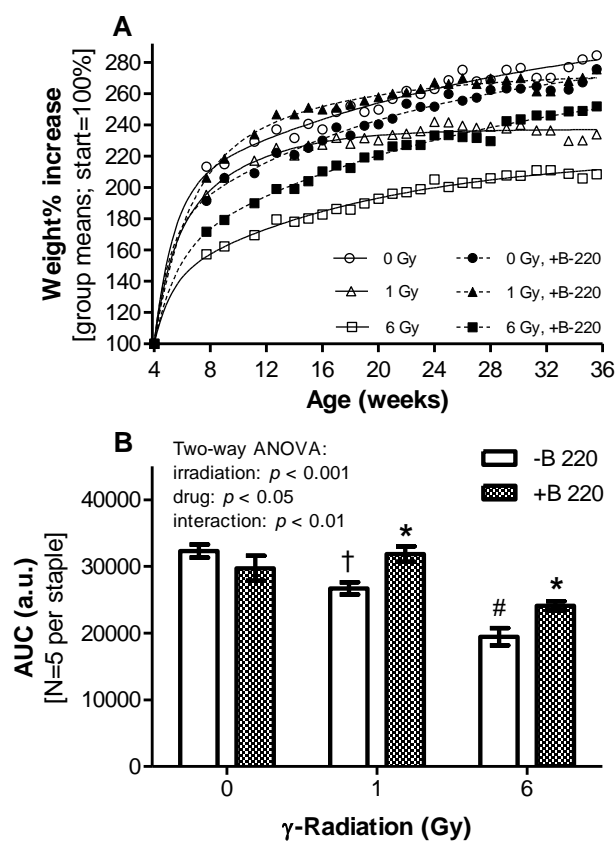 A
Weight% increase
[group means; start=100%]
280
260
240
220
200
180
160
140
120
100
0 Gy
0 Gy, +B-220
1 Gy
1 Gy, +B-220
6 Gy
6 Gy, +B-220
4 8 12 16 20 24 28 32 36
Age (weeks)
B
Two-way ANOVA:
irradiation: p < 0.001
drug: p < 0.05
interaction: p < 0.01
-B 220
+B 220
AUC (a.u.)
[N=5 per staple]
40000
30000
20000
10000
0
† * # *
0 1 6
γ-Radiation (Gy)